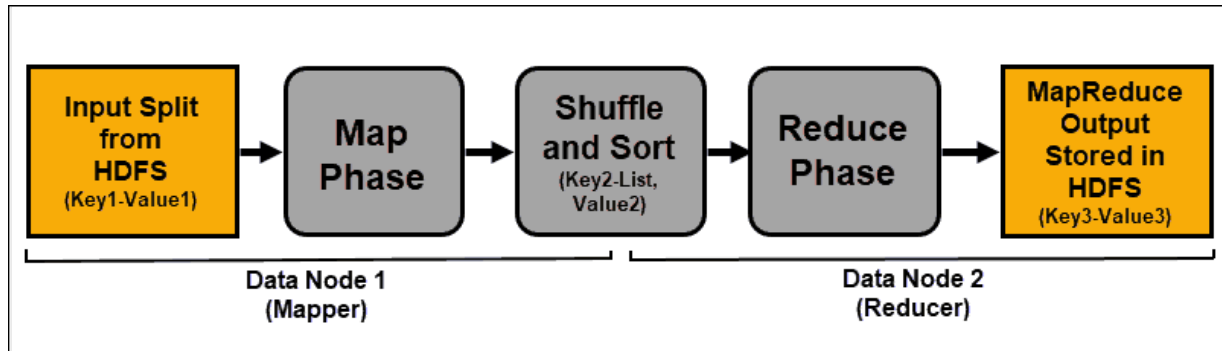 Input Split
from
HDFS
(Key1-Value1)
Map
Phase
Shuffle
and Sort
(Key2-List,
Value2)
Reduce
Phase
MapReduce
Output
Stored in
HDFS
(Key3-Value3)
Data Node 1
(Mapper)
Data Node 2
(Reducer)